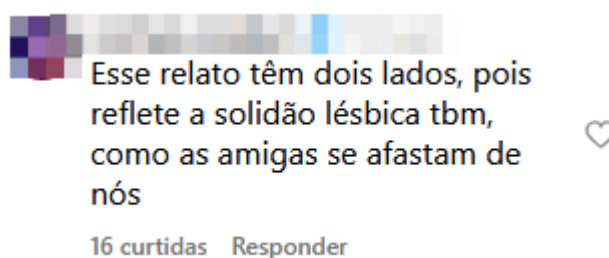 Esse relato têm dois lados, pois
reflete a solidão lésbica tbm,
como as amigas se afastam de
nós
16 curtidas Responder